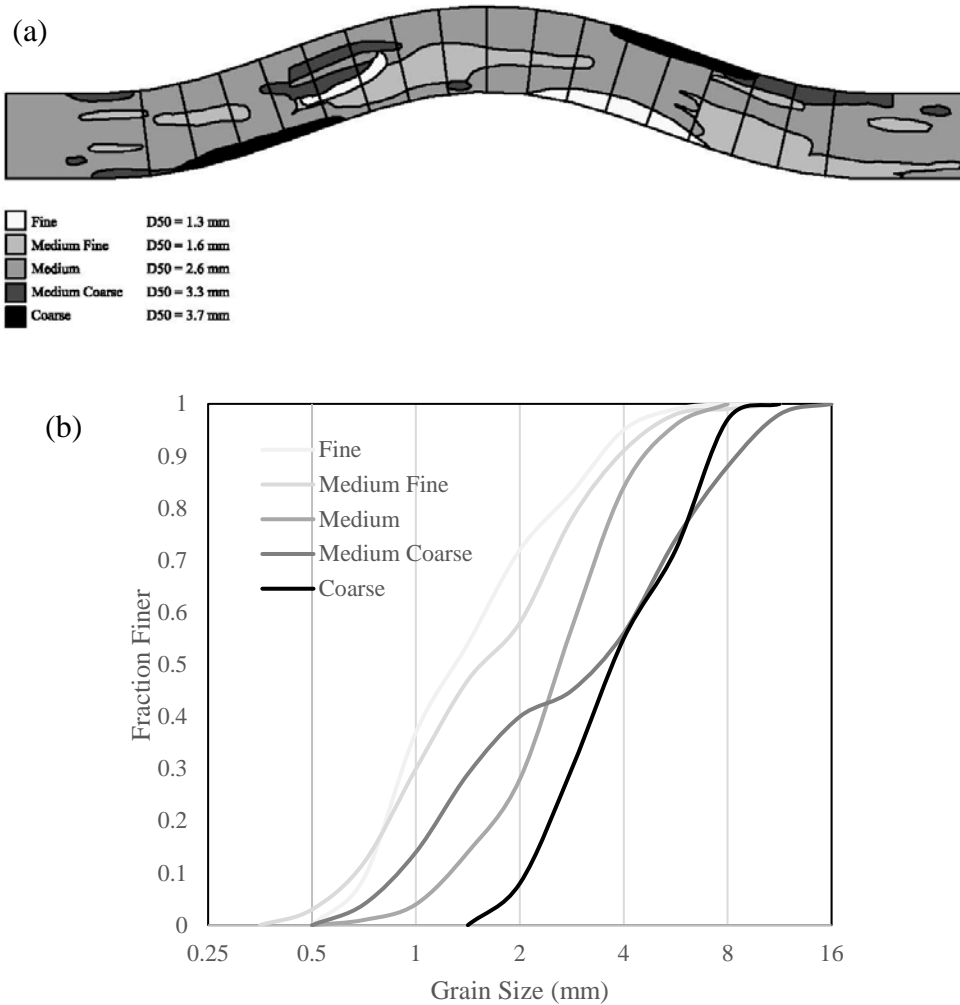 (a)
Fine D50 = 1.3 mm
Medium Fine D50 = 1.6 mm
Medium D50 = 2.6 mm
Medium Coarse D50 = 3.3 mm
Coarse D50 = 3.7 mm
(b)
Fraction Finer
1
0.9
0.8
0.7
0.6
0.5
0.4
0.3
0.2
0.1
0
Fine
Medium Fine
Medium
Medium Coarse
Coarse
0.25 0.5 1 2 4 8 16
Grain Size (mm)